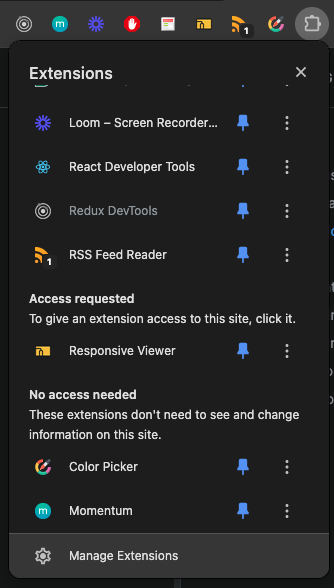 m
1
Extensions
Loom – Screen Recorder...
React Developer Tools
Redux DevTools
1
RSS Feed Reader
Access requested
To give an extension access to this site, click it.
Responsive Viewer
No access needed
These extensions don't need to see and change
information on this site.
Color Picker
m
Momentum
Manage Extensions